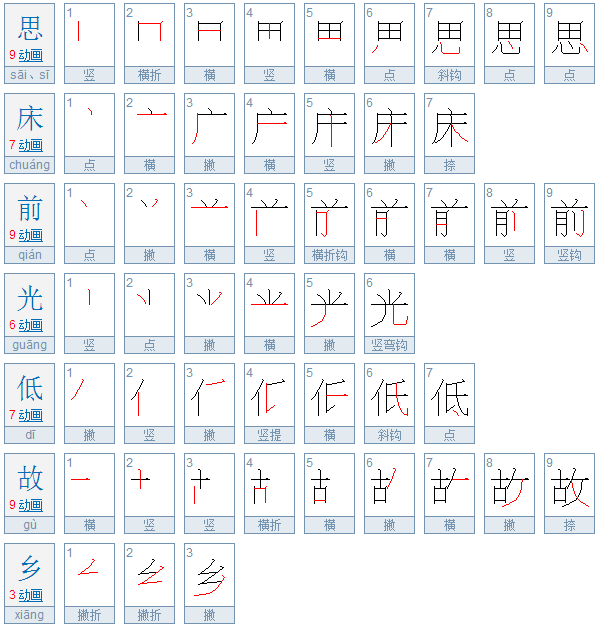 思 1 2 3 4 5 6 7 8 9
9 动画
sāi、sī 竖 横折 横 竖 横 点 斜钩 点 点
床 1 2 3 4 5 6 7
7 动画
chuáng 点 横 撇 横 竖 撇 捺
前 1 2 3 4 5 6 7 8 9
9 动画
qián 点 撇 横 竖 横折钩 横 横 竖 竖钩
光 1 2 3 4 5 6
6 动画
guāng 竖 点 撇 横 撇 竖弯钩
低 1 2 3 4 5 6 7
7 动画
dī 撇 竖 撇 竖提 横 斜钩 点
故 1 2 3 4 5 6 7 8 9
9 动画
gù 横 竖 竖 横折 横 撇 横 撇 捺
乡 1 2 3
3 动画
xiāng 撇折 撇折 撇